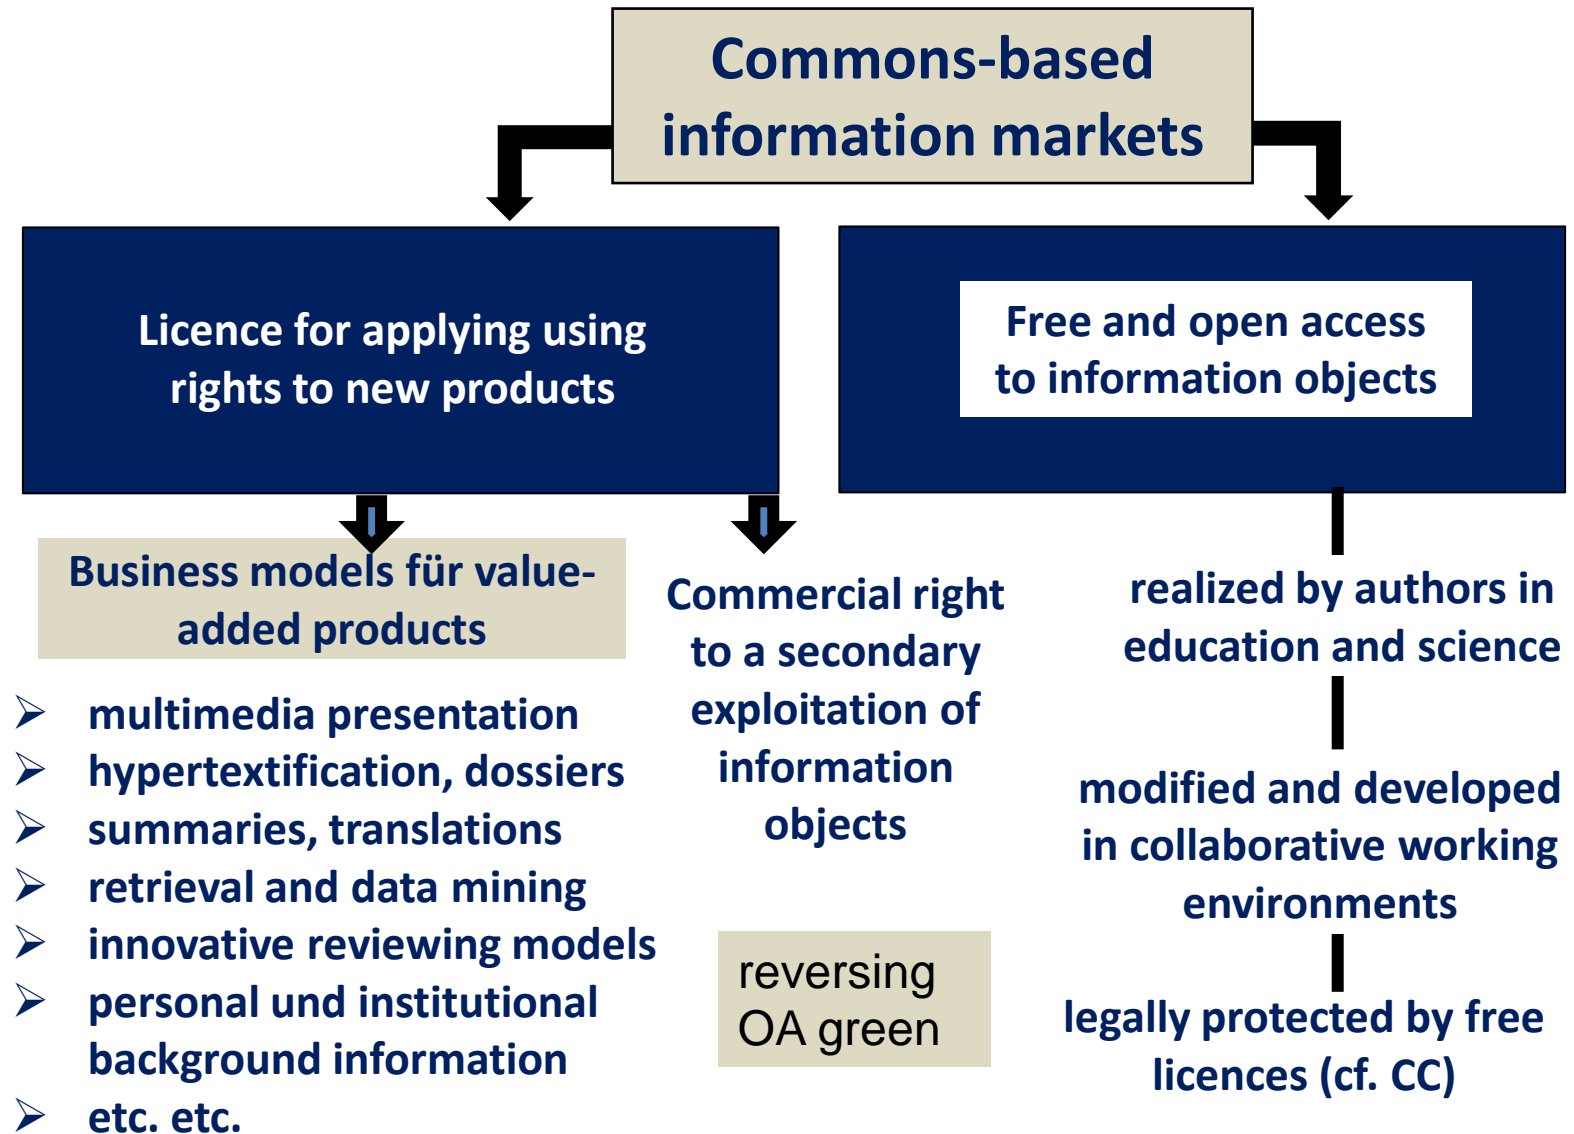 Commons-based
information markets
Licence for applying using
rights to new products
Free and open access
to information objects
Business models für value-
added products
➢ multimedia presentation
➢ hypertextification, dossiers
➢ summaries, translations
➢ retrieval and data mining
➢ innovative reviewing models
➢ personal und institutional
background information
➢ etc. etc.
Commercial right
to a secondary
exploitation of
information
objects
reversing
OA green
realized by authors in
education and science
modified and developed
in collaborative working
environments
legally protected by free
licences (cf. CC)